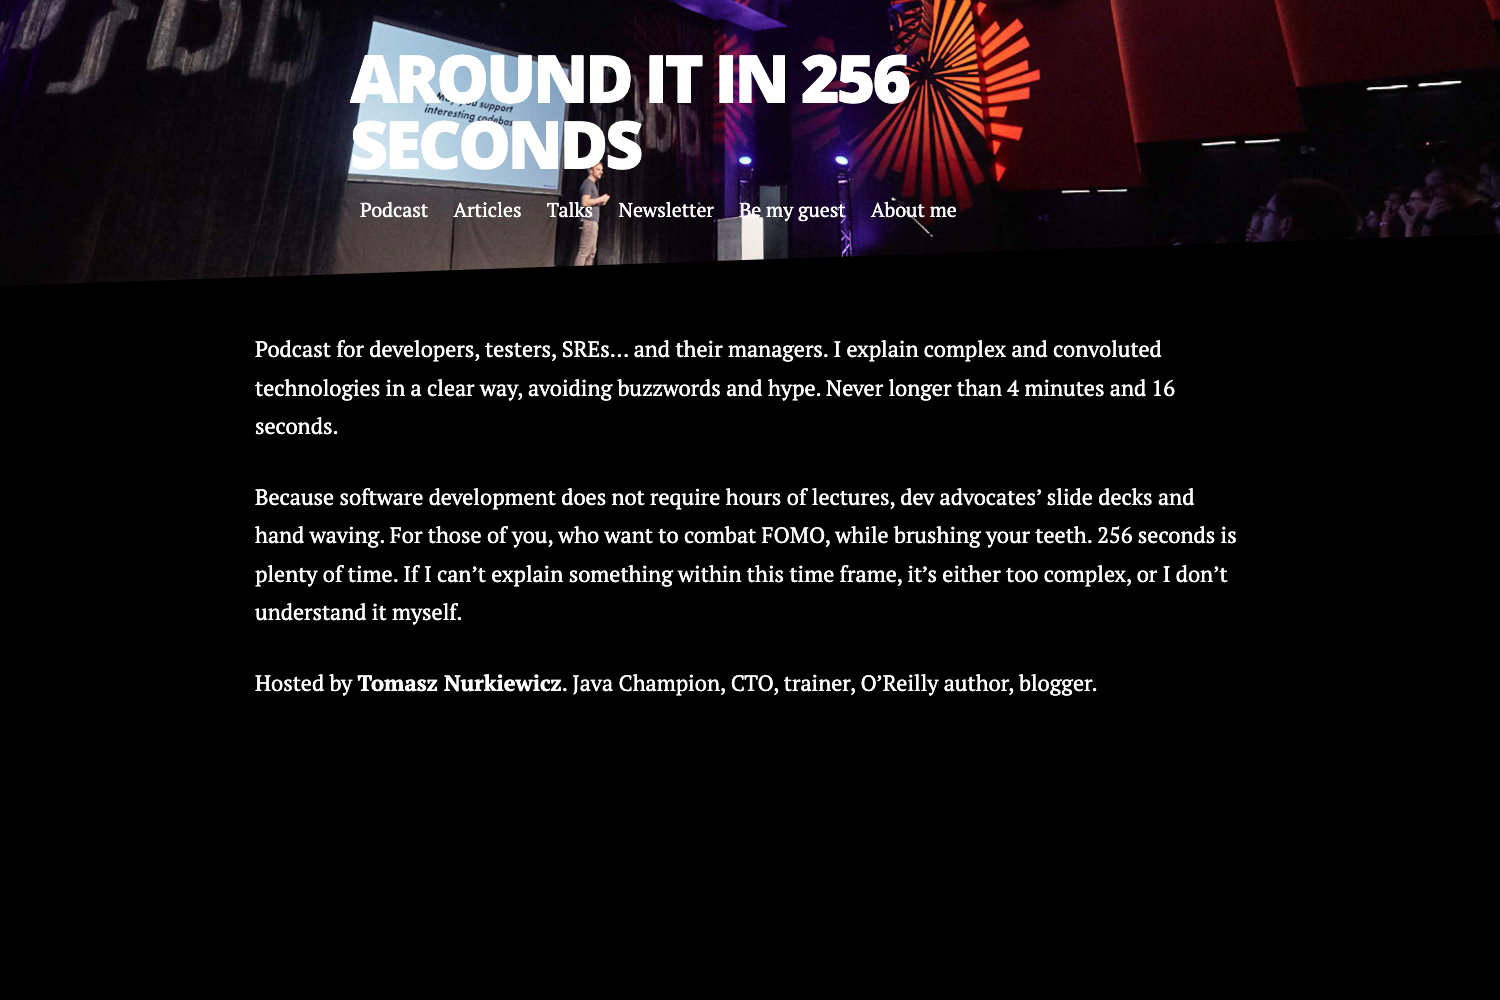 AROUND IT IN 256
SECONDS
you support
interesting codebas
Podcast Articles Talks Newsletter Be my guest About me
Podcast for developers, testers, SREs… and their managers. I explain complex and convoluted
technologies in a clear way, avoiding buzzwords and hype. Never longer than 4 minutes and 16
seconds.
Because software development does not require hours of lectures, dev advocates’ slide decks and
hand waving. For those of you, who want to combat FOMO, while brushing your teeth. 256 seconds is
plenty of time. If I can’t explain something within this time frame, it’s either too complex, or I don’t
understand it myself.
Hosted by Tomasz Nurkiewicz. Java Champion, CTO, trainer, O’Reilly author, blogger.